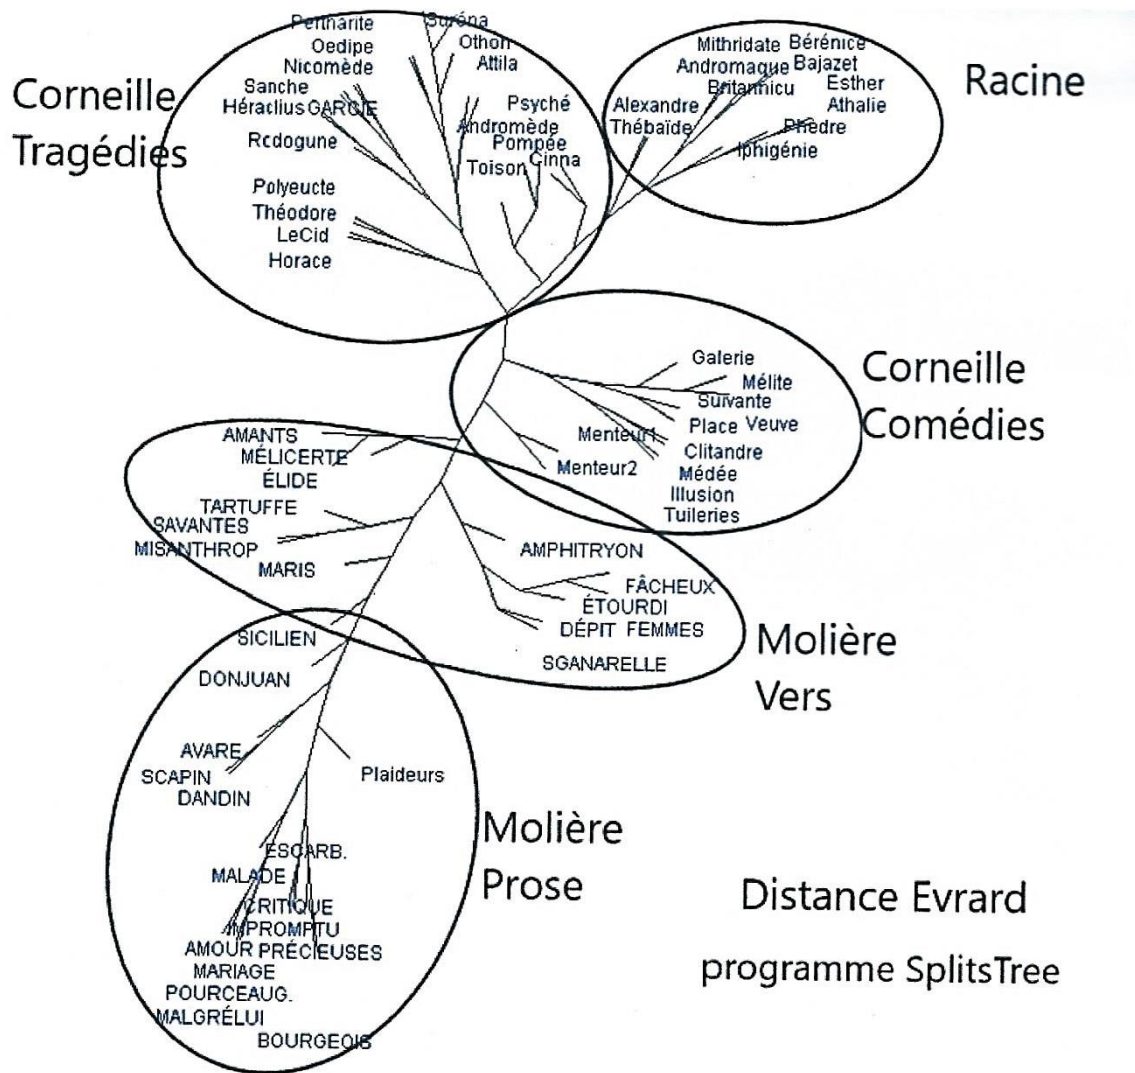 Corneille
Tragédies
Pertharite
Oedipe
Nicomède
Sanche
Héraclius GARCIE
Rodogune
Polyeucte
Théodore
LeCid
Horace
Suréna
Othon
Attila
Psyché
Andromède
Pompée
Cinna
Toison
Racine
Mithridate Bérénice
Andromaque Bajazet
Britannicu Esther
Alexandre Athalie
Thébaïde Phedre
Iphigénie
Corneille
Comédies
Galerie
Mélite
Suivante
Place Veuve
Menteur1
Clitandre
Menteur2
Médée
Illusion
Tuileries
AMANTS
MÉLICERTE
ÉLIDE
TARTUFFE
SAVANTES
MISANTHROP
MARIS
AMPHITRYON
FÂCHEUX
ÉTOURDI
DÉPIT FEMMES
SGANARELLE
Molière
Vers
SICILIEN
DONJUAN
AVARE
SCAPIN
DANDIN
Plaideurs
ESCARB.
MALADE
CRITIQUE
IMPROMPTU
AMOUR PRÉCIEUSES
MARIAGE
POURCEAUG.
MALGRÉLUI
BOURGEOIS
Molière
Prose
Distance Evrard
programme SplitsTree